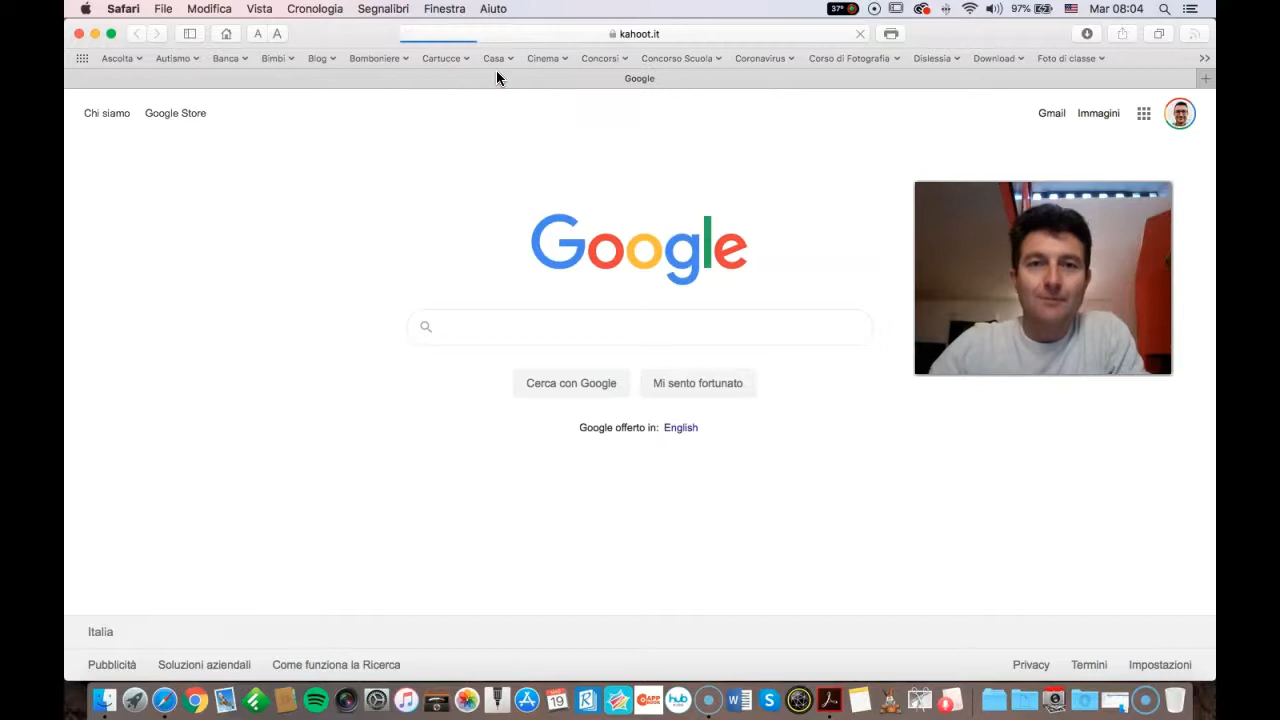 Safari File Modifica Vista Cronologia Segnalibri Finestra Aiuto 37° 97% Mar 08:04
A A kahoot.it
Ascolta Autismo Banca Bimbi Blog Bomboniere Cartucce Casa Cinema Concorsi Concorso Scuola Coronavirus Corso di Fotografia Dislessia Download Foto di classe
Google
Chi siamo Google Store Gmail Immagini
Google
Cerca con Google Mi sento fortunato
Google offerto in: English
Italia
Pubblicità Soluzioni aziendali Come funziona la Ricerca Privacy Termini Impostazioni